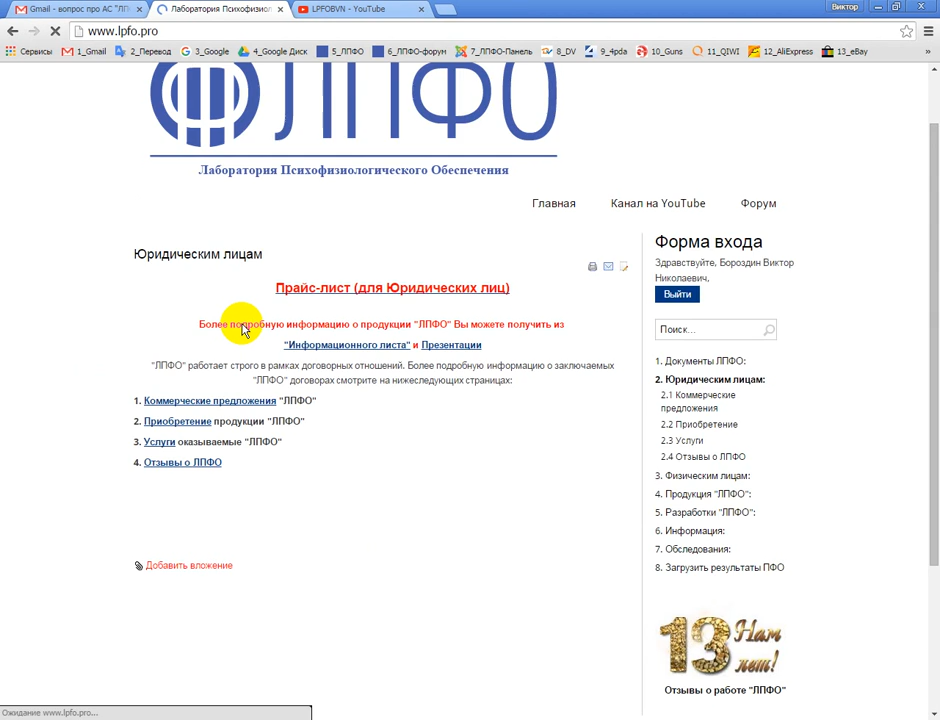 Gmail - вопрос про АС "ЛП
Лаборатория Психофизиол
LPFOBVN - YouTube
Виктор
www.lpfo.pro
Сервисы
1_Gmail
2_Перевод
3_Google
4_Google Диск
5_ЛПФО
6_ЛПФО-форум
7_ЛПФО-Панель
8_DV
9_4pda
10_Guns
11_QIWI
12_AliExpress
13_eBay
»
ЛПФО
Лаборатория Психофизиологического Обеспечения
Главная
Канал на YouTube
Форум
Юридическим лицам
Прайс-лист (для Юридических лиц)
Более подробную информацию о продукции "ЛПФО" Вы можете получить из
"Информационного листа" и Презентации
"ЛПФО" работает строго в рамках договорных отношений. Более подробную информацию о заключаемых
"ЛПФО" договорах смотрите на нижеследующих страницах:
1. Коммерческие предложения "ЛПФО"
2. Приобретение продукции "ЛПФО"
3. Услуги оказываемые "ЛПФО"
4. Отзывы о ЛПФО
Добавить вложение
Форма входа
Здравствуйте, Бороздин Виктор
Николаевич,
Выйти
Поиск...
1. Документы ЛПФО:
2. Юридическим лицам:
2.1 Коммерческие
предложения
2.2 Приобретение
2.3 Услуги
2.4 Отзывы о ЛПФО
3. Физическим лицам:
4. Продукция "ЛПФО":
5. Разработки "ЛПФО":
6. Информация:
7. Обследования:
8. Загрузить результаты ПФО
13 Нам
лет!
Отзывы о работе "ЛПФО"
Ожидание www.lpfo.pro...